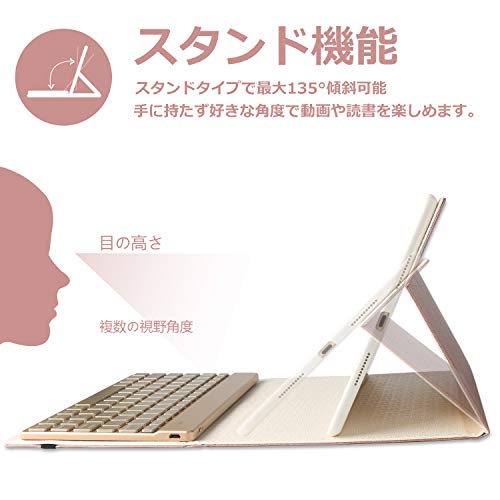 スタンド機能
スタンドタイプで最大135°傾斜可能
手に持たず好きな角度で動画や読書を楽しめます。
目の高さ
複数の視野角度